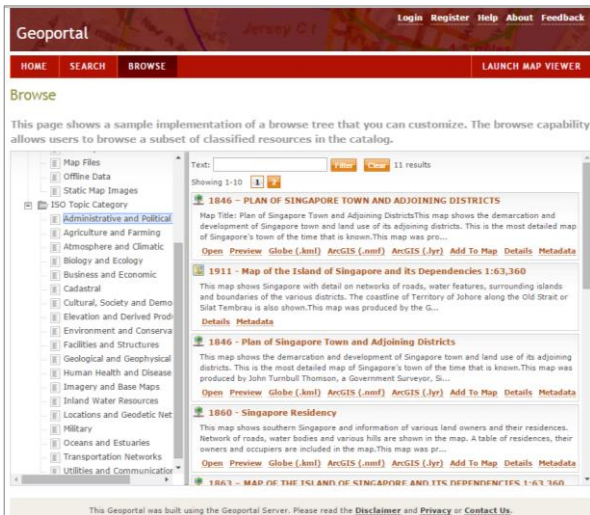 Login Register Help About Feedback
Geoportal
HOME SEARCH BROWSE LAUNCH MAP VIEWER
Browse
This page shows a sample implementation of a browse tree that you can customize. The browse capability
allows users to browse a subset of classified resources in the catalog.
Map Files
Offline Data
Static Map Images
ISO Topic Category
Administrative and Political
Agriculture and Farming
Atmosphere and Climatic
Biology and Ecology
Business and Economic
Cadastral
Cultural, Society and Demo
Elevation and Derived Prod
Environment and Conserva
Facilities and Structures
Geological and Geophysical
Human Health and Disease
Imagery and Base Maps
Inland Water Resources
Locations and Geodetic Net
Military
Oceans and Estuaries
Transportation Networks
Utilities and Communication
Text: Filter Clear 11 results
Showing 1-10 1 2
1846 – PLAN OF SINGAPORE TOWN AND ADJOINING DISTRICTS
Map Title: Plan of Singapore Town and Adjoining DistrictsThis map shows the demarcation and
development of Singapore town and land use of its adjoining districts. This is the most detailed map
of Singapore's town of the time that is known.This map was pro...
Open Preview Globe (.kml) ArcGIS (.nmf) ArcGIS (.lyr) Add To Map Details Metadata
1911 - Map of the Island of Singapore and its Dependencies 1:63,360
This map shows Singapore with detail on networks of roads, water features, surrounding islands
and boundaries of the various districts. The coastline of Territory of Johore along the Old Strait or
Silat Tembrau is also shown.This map was produced by the G...
Details Metadata
1846 - Plan of Singapore Town and Adjoining Districts
This map shows the demarcation and development of Singapore town and land use of its adjoining
districts. This is the most detailed map of Singapore's town of the time that is known.This map was
produced by John Turnbull Thomson, a Government Surveyor, Si...
Open Preview Globe (.kml) ArcGIS (.nmf) ArcGIS (.lyr) Add To Map Details Metadata
1860 - Singapore Residency
This map shows southern Singapore and information of various land owners and their residences.
Network of roads, water bodies and various hills are shown in the map. A table of residences, their
owners and occupiers are included in the map.This map was pr...
Open Preview Globe (.kml) ArcGIS (.nmf) ArcGIS (.lyr) Add To Map Details Metadata
1863 – MAP OF THE ISLAND OF SINGAPORE AND ITS DEPENDENCIES 1:63,360
This Geoportal was built using the Geoportal Server. Please read the Disclaimer and Privacy or Contact Us.